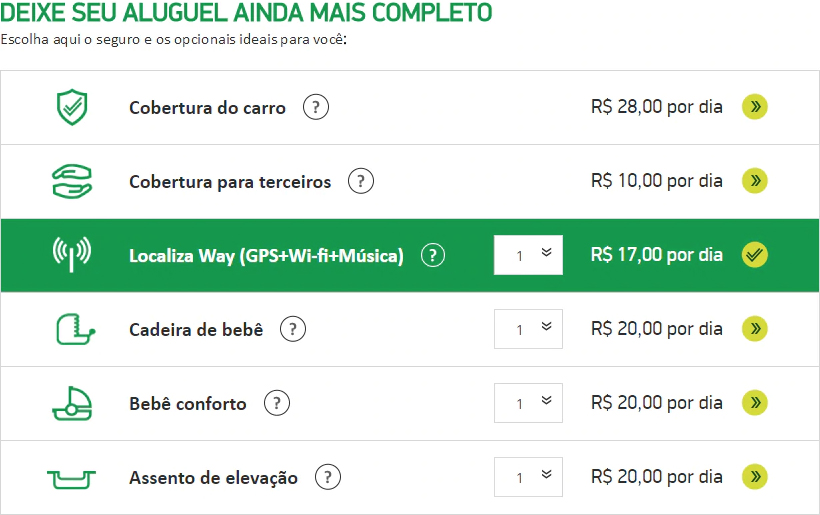 DEIXE SEU ALUGUEL AINDA MAIS COMPLETO
Escolha aqui o seguro e os opcionais ideais para você:
Cobertura do carro ? R$ 28,00 por dia
Cobertura para terceiros ? R$ 10,00 por dia
Localiza Way (GPS+Wi-fi+Música) ? 1 R$ 17,00 por dia
Cadeira de bebê ? 1 R$ 20,00 por dia
Bebê conforto ? 1 R$ 20,00 por dia
Assento de elevação ? 1 R$ 20,00 por dia